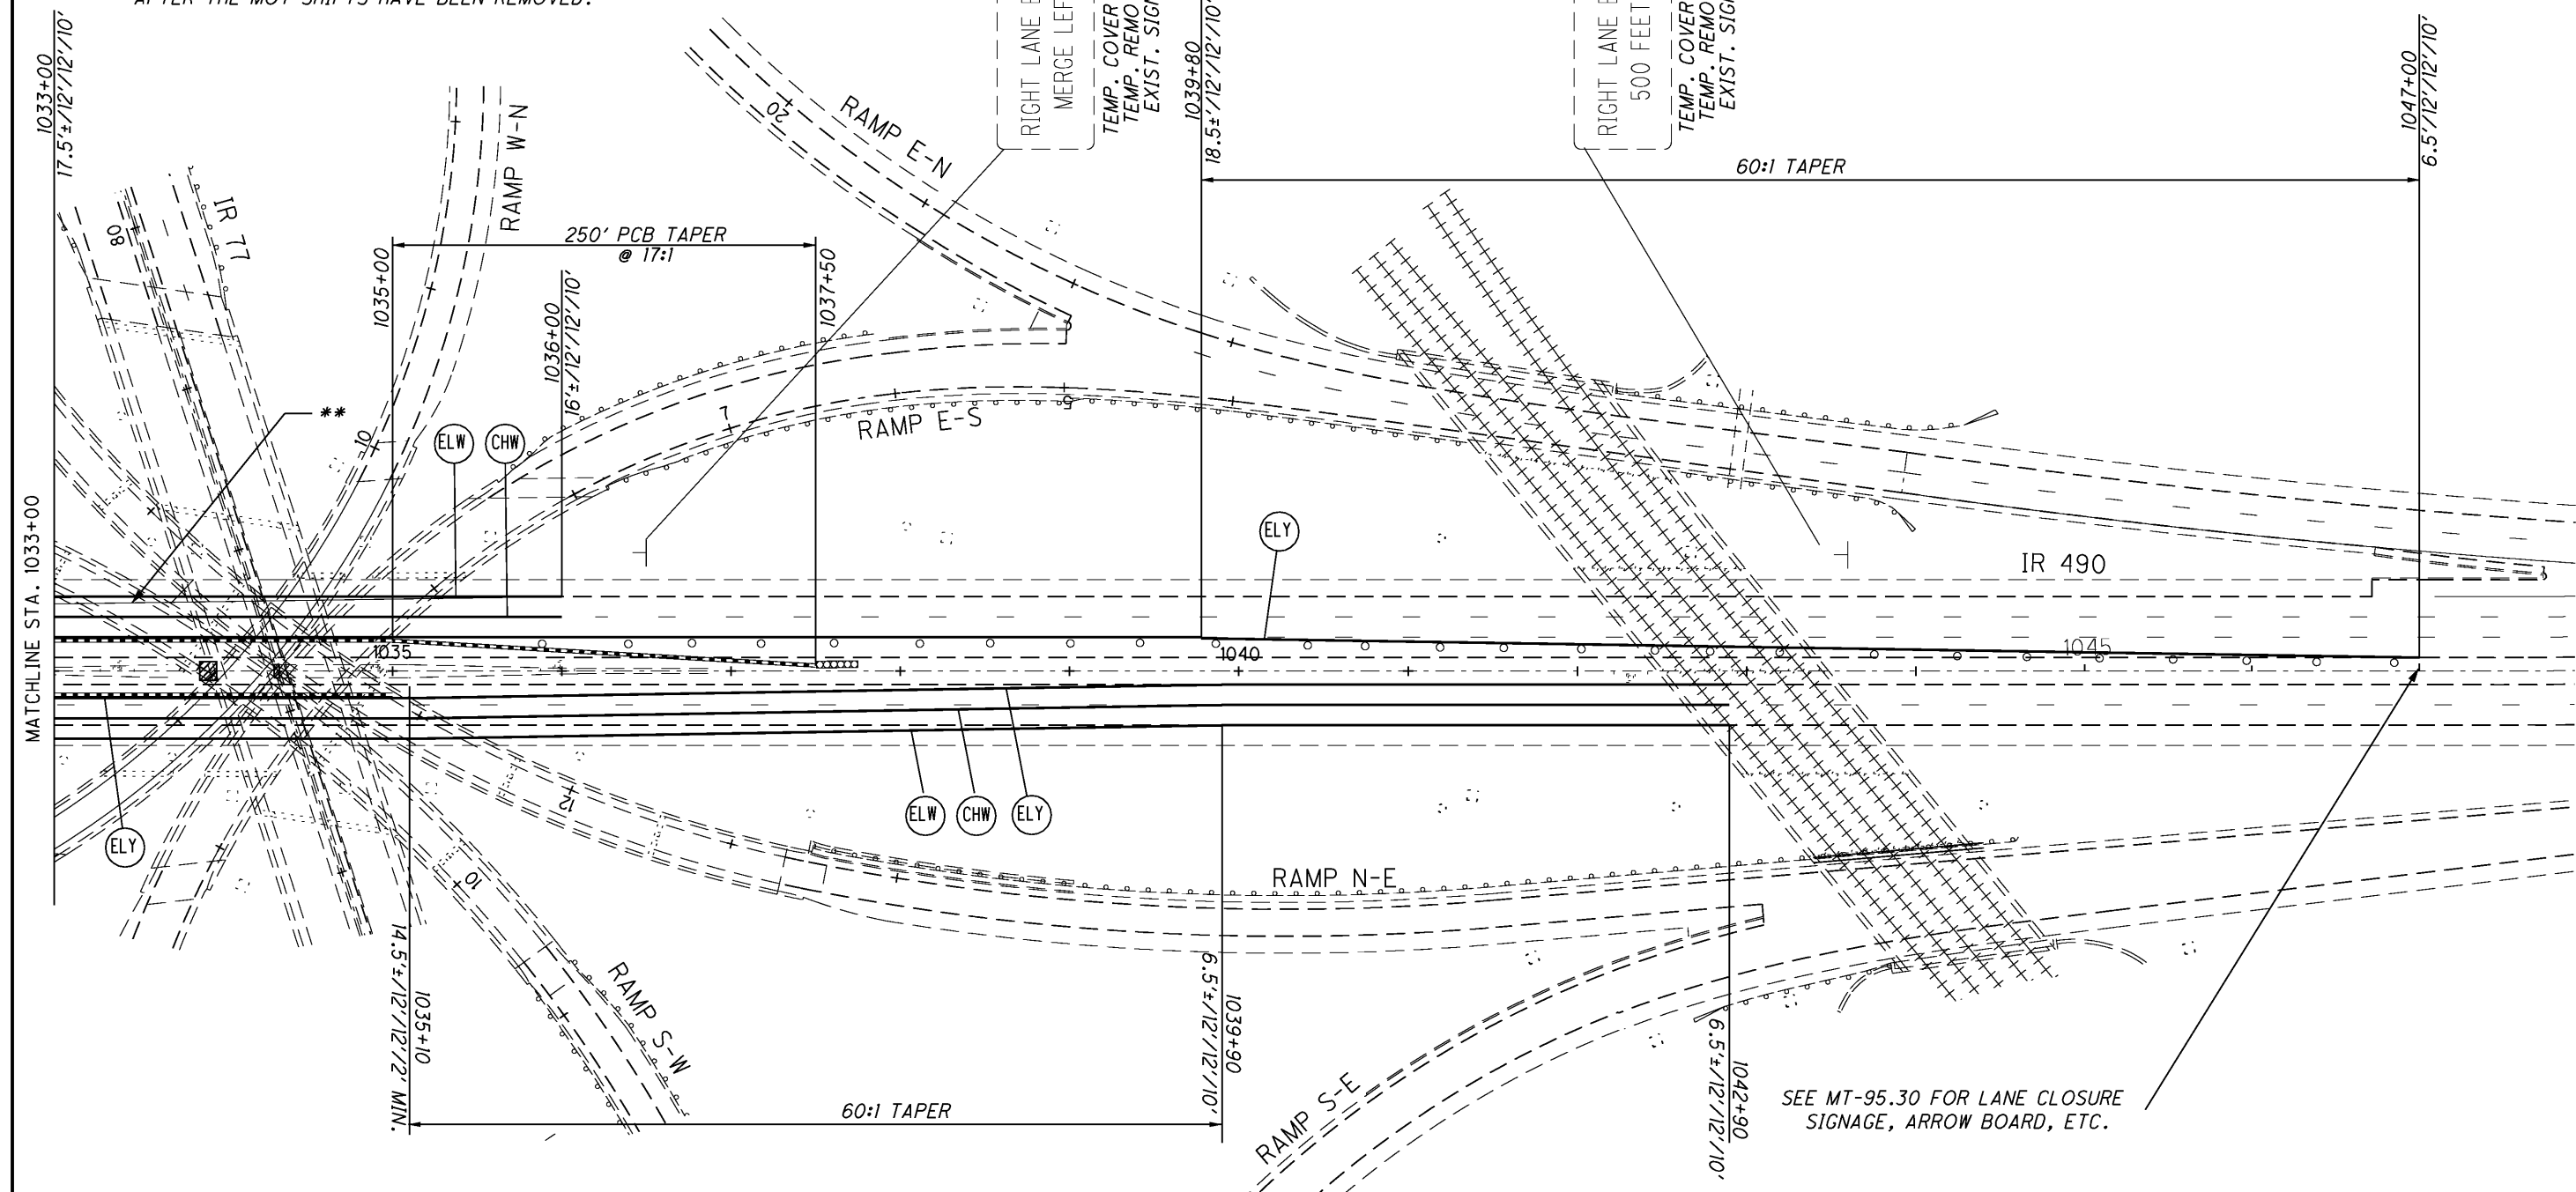 AFTER THE MOT SHIFTS HAVE BEEN REMOVED.
1033+00
17.5'±/12'/12'/10'
RIGHT LANE
MERGE LEF
TEMP. COVER
TEMP. REMO
EXIST. SIG
1039+80
18.5±'/12'/12'/10'
RIGHT LANE
500 FEET
TEMP. COVER
TEMP. REMO
EXIST. SIG
1047+00
6.5'/12'/12'/10'
60:1 TAPER
20
RAMP E-N
RAMP W-N
IR 77
80
250' PCB TAPER
@ 17:1
1035+00
1036+00
16'±/12'/12'/10'
1037+50
**
10
ELW
CHW
7
5
RAMP E-S
MATCHLINE STA. 1033+00
ELY
IR 490
1035
1040
1045
ELY
12
ELW
CHW
ELY
10
RAMP N-E
14.5'±/12'/12'/2' MIN.
1035+10
RAMP S-W
6.5'±/12'/12'/10'
1039+90
60:1 TAPER
RAMP S-E
6.5'±/12'/12'/10'
1042+90
SEE MT-95.30 FOR LANE CLOSURE
SIGNAGE, ARROW BOARD, ETC.